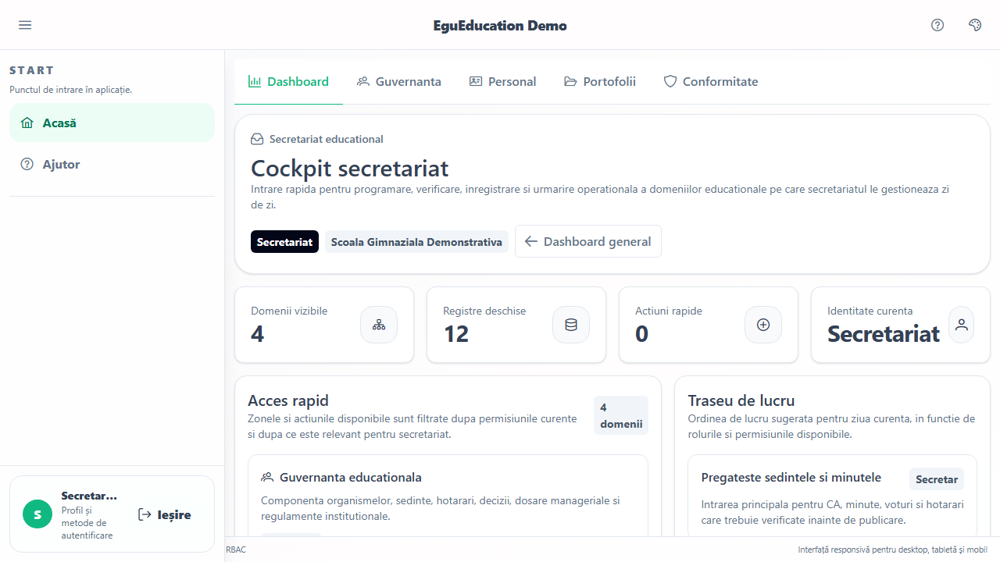 EguEducation Demo
START
Punctul de intrare în aplicație.
Acasă
Ajutor
Secretar...
Profil și
metode de
autentificare
Ieșire
Dashboard
Guvernanta
Personal
Portofolii
Conformitate
Secretariat educational
Cockpit secretariat
Intrare rapida pentru programare, verificare, inregistrare si urmarire operationala a domeniilor educationale pe care secretariatul le gestioneaza zi
de zi.
Secretariat
Scoala Gimnaziala Demonstrativa
Dashboard general
Domenii vizibile
4
Registre deschise
12
Actiuni rapide
0
Identitate curenta
Secretariat
Acces rapid
Zonele si actiunile disponibile sunt filtrate dupa permisiunile curente
si dupa ce este relevant pentru secretariat.
4
domenii
Guvernanta educationala
Componenta organismelor, sedinte, hotarari, decizii, dosare manageriale si
regulamente institutionale.
Traseu de lucru
Ordinea de lucru sugerata pentru ziua curenta, in functie de
rolurile si permisiunile disponibile.
Pregateste sedintele si minutele
Secretar
Intrarea principala pentru CA, minute, voturi si hotarari
care trebuie verificate inainte de publicare.
RBAC
Interfață responsivă pentru desktop, tabletă și mobil
S